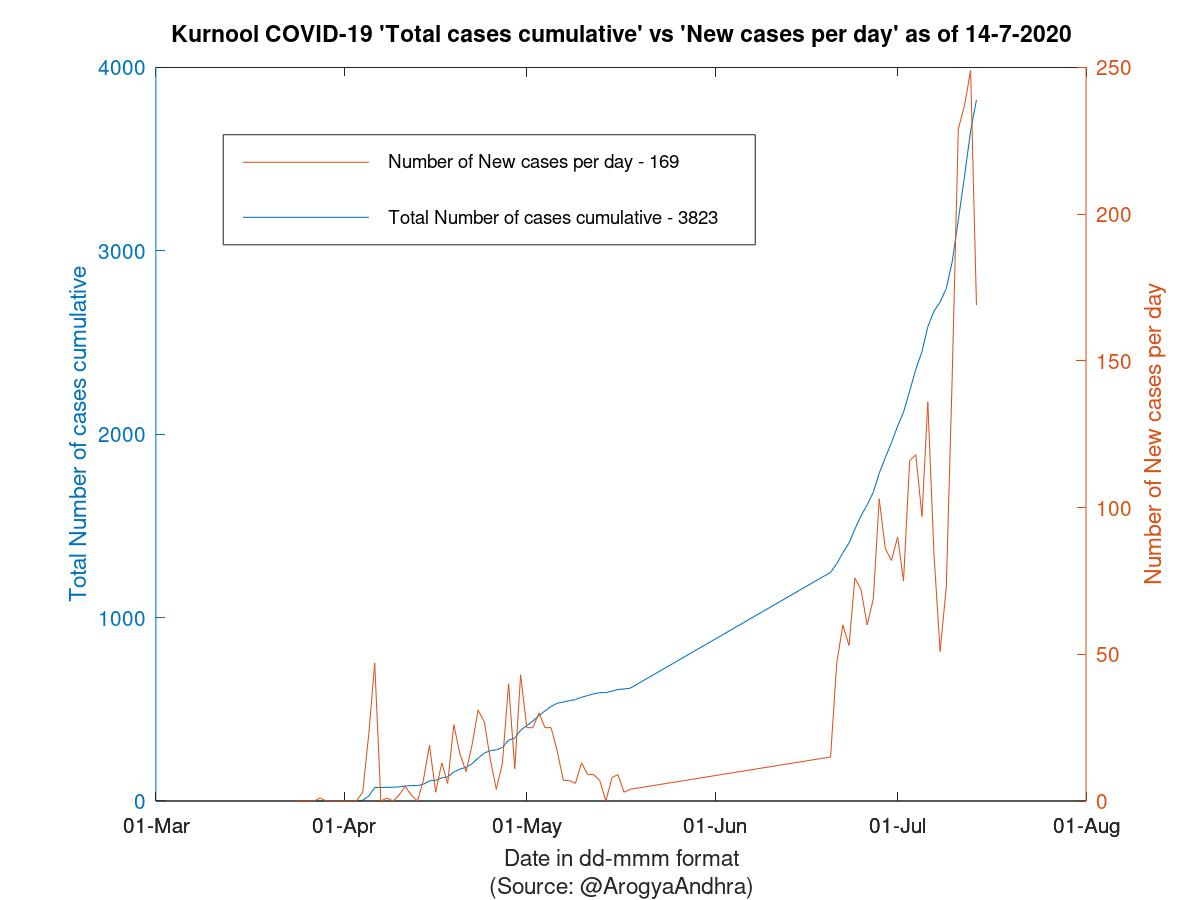 Kurnool COVID-19 'Total cases cumulative' vs 'New cases per day' as of 14-7-2020
4000
3000
2000
1000
0
Total Number of cases cumulative
Number of New cases per day - 169
Total Number of cases cumulative - 3823
250
200
150
100
50
0
Number of New cases per day
01-Mar 01-Apr 01-May 01-Jun 01-Jul 01-Aug
Date in dd-mmm format
(Source: @ArogyaAndhra)